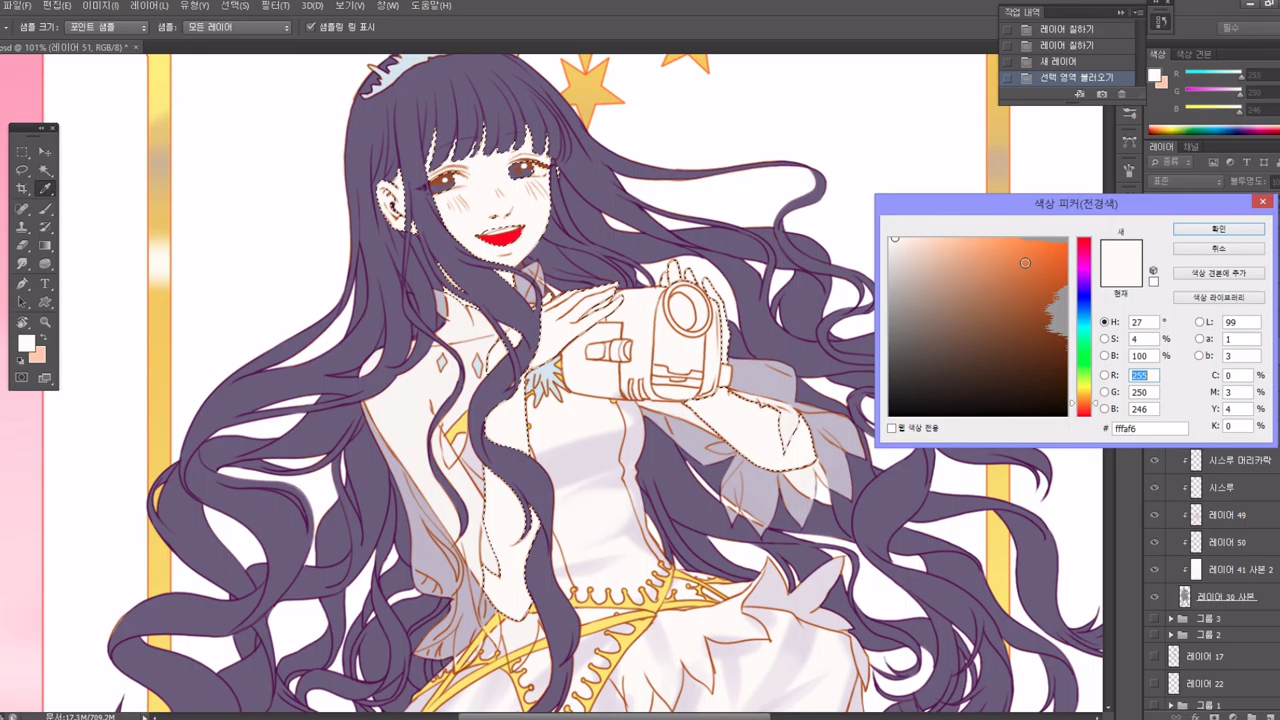 파일(F) 편집(E) 이미지(I) 레이어(L) 유형(Y) 선택(S) 필터(T) 3D(D) 보기(V) 창(W) 도움말(H)
샘플 크기: 포인트 샘플 샘플: 모든 레이어 샘플링 링 표시
psd @ 101% (레이어 51, RGB/8) * ×
작업 내역
레이어 칠하기
레이어 칠하기
새 레이어
선택 영역 불러오기
필수
색상 색상 견본
R 255
G 250
B 246
레이어 채널
종류
표준 불투명도:
색상 피커(전경색)
새
현재
확인
취소
색상 견본에 추가
색상 라이브러리
H: 27 ° L: 99
S: 4 % a: 1
B: 100 % b: 3
R: 255 C: 0 %
G: 250 M: 3 %
B: 246 Y: 4 %
# fffaf6 K: 0 %
웹 색상 전용
시스루 머리카락
시스루
레이어 49
레이어 50
레이어 41 사본 2
레이어 30 사본
그룹 3
그룹 2
레이어 17
레이어 22
그룹 1
문서:17.3M/709.2M